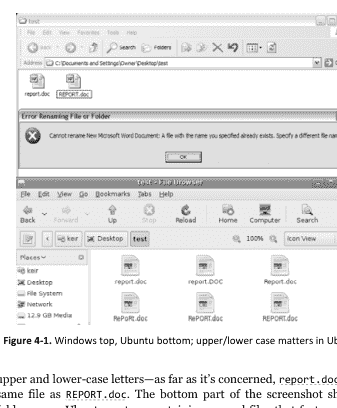 test
File Edit View Favorites Tools Help
Search Folders
Address C:\Documents and Settings\Owner\Desktop\test
report.doc REPORT.doc
Error Renaming File or Folder
Cannot rename New Microsoft Word Document: A file with the name you specified already exists. Specify a different file nam
OK
test - File Browser
File Edit View Go Bookmarks Tabs Help
Back Forward Up Stop Reload Home Computer Search
keir Desktop test 100% Icon View
Places
keir
Desktop
File System
Network
12.9 GB Media
report.doc report.DOC Report.doc
RePoRt.doc RePORT.doc REPORT.doc
Figure 4-1. Windows top, Ubuntu bottom; upper/lower case matters in Ub
upper and lower-case letters—as far as it's concerned, report.doc
same file as REPORT.doc. The bottom part of the screenshot sh